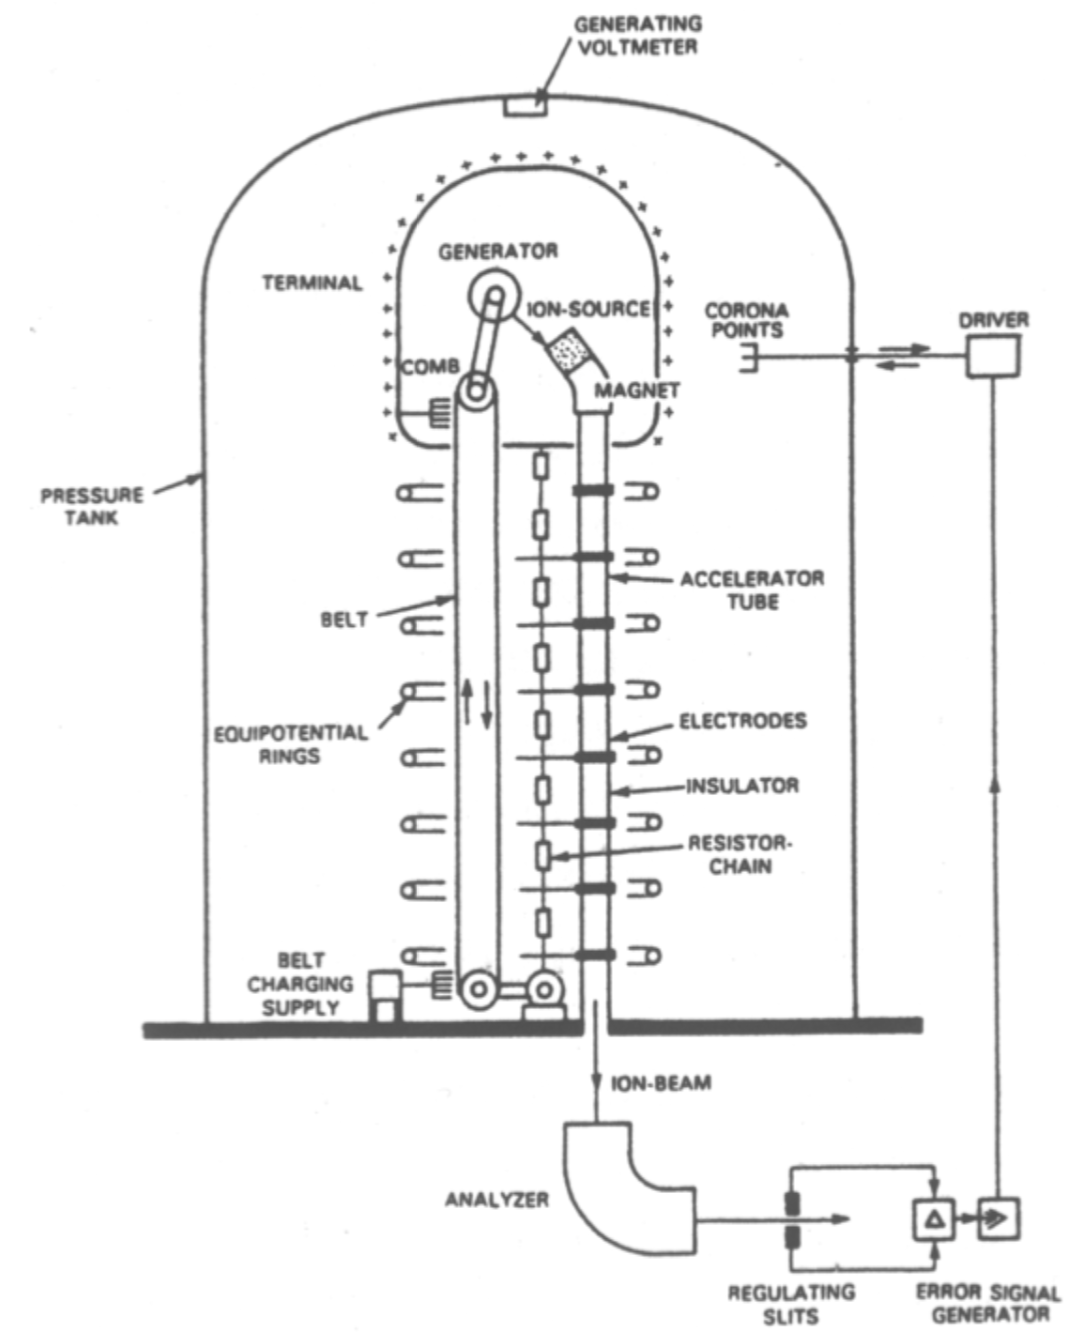 GENERATING
VOLTMETER
GENERATOR
TERMINAL
ION-SOURCE
CORONA
POINTS
DRIVER
COMB
MAGNET
PRESSURE
TANK
ACCELERATOR
TUBE
BELT
EQUIPOTENTIAL
RINGS
ELECTRODES
INSULATOR
RESISTOR-
CHAIN
BELT
CHARGING
SUPPLY
ION-BEAM
ANALYZER
REGULATING
SLITS
ERROR SIGNAL
GENERATOR